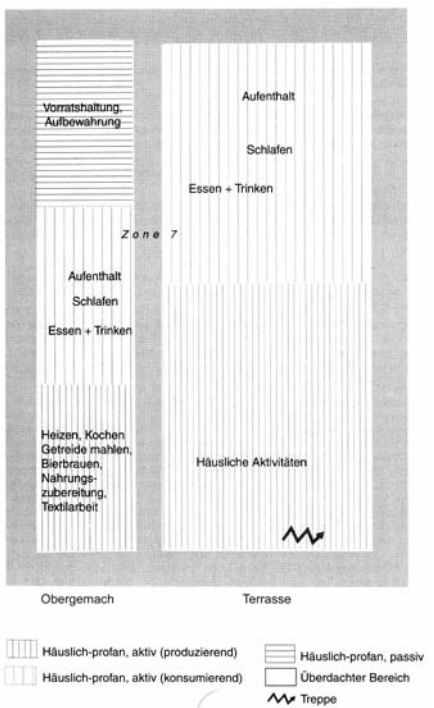 Vorratshaltung,
Aufbewahrung
Aufenthalt
Schlafen
Essen + Trinken
Zone 7
Aufenthalt
Schlafen
Essen + Trinken
Heizen, Kochen
Getreide mahlen,
Bierbrauen,
Nahrungs-
zubereitung,
Textilarbeit
Häusliche Aktivitäten
Obergemach
Terrasse
Häuslich-profan, aktiv (produzierend)
Häuslich-profan, aktiv (konsumierend)
Häuslich-profan, passiv
Überdachter Bereich
Treppe